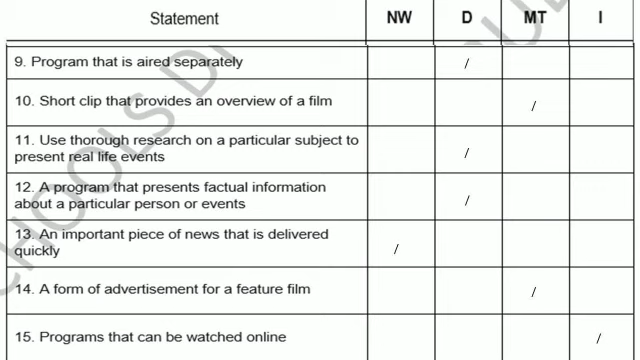 Statement NW D MT I
9. Program that is aired separately /
10. Short clip that provides an overview of a film /
11. Use thorough research on a particular subject to
present real life events /
12. A program that presents factual information
about a particular person or events /
13. An important piece of news that is delivered
quickly /
14. A form of advertisement for a feature film /
15. Programs that can be watched online /